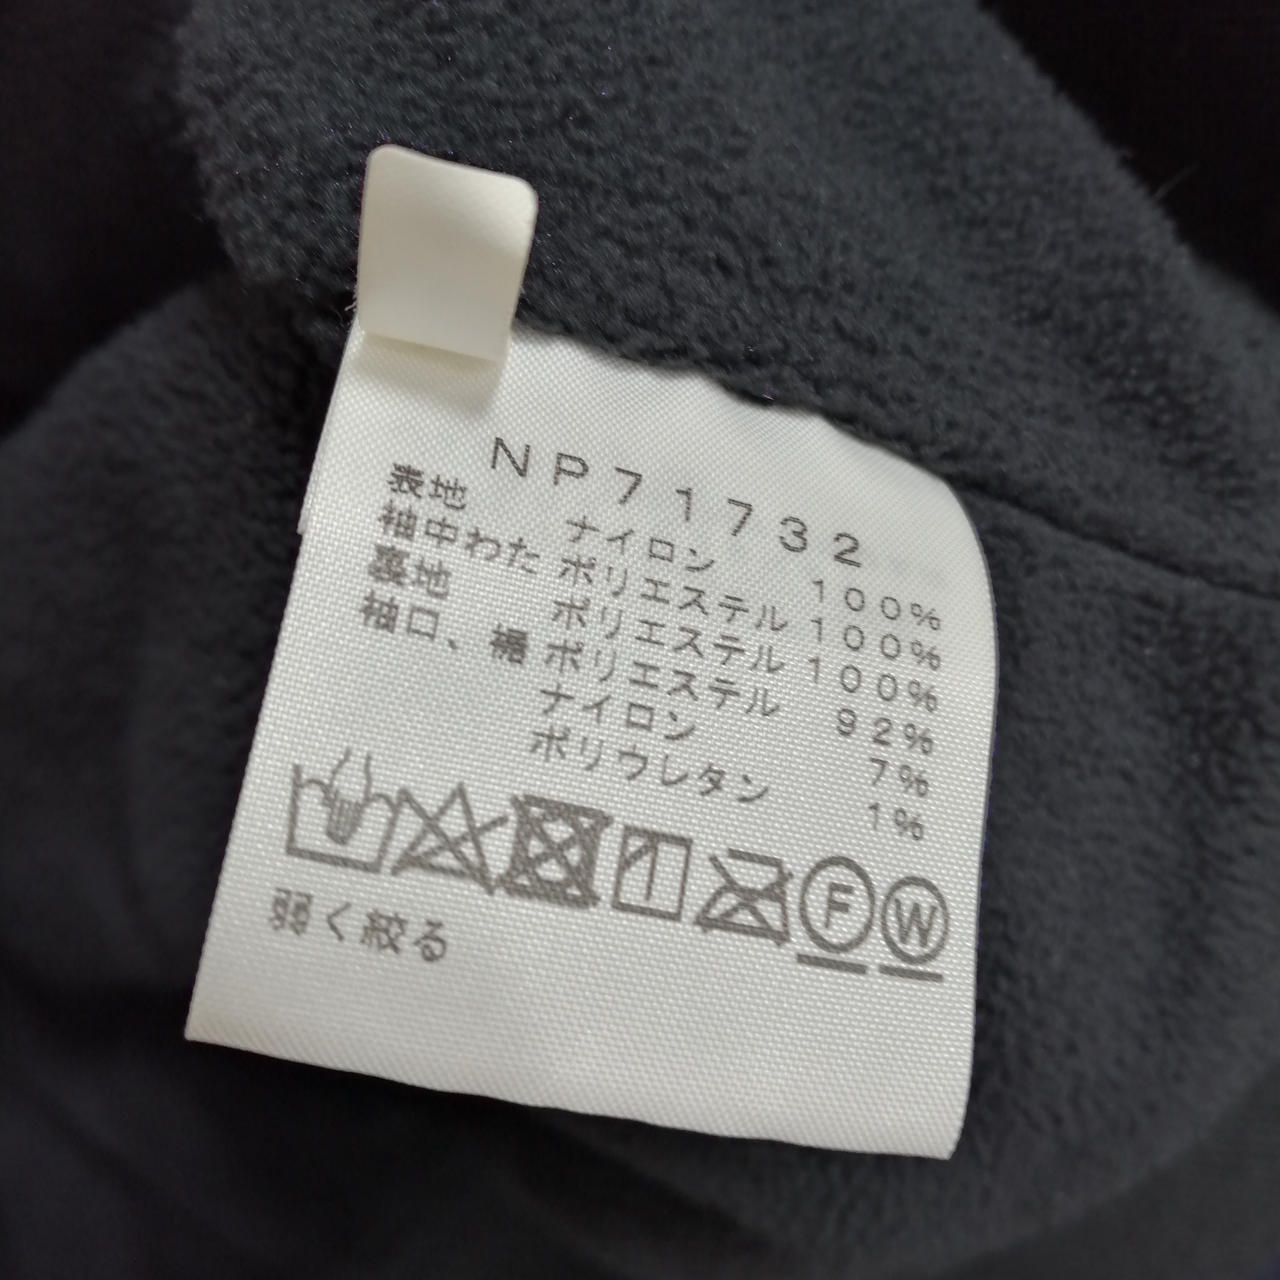 NP71732
表地 ナイロン 100%
袖中わた ポリエステル 100%
裏地 ポリエステル 100%
袖口、裾 ポリエステル 92%
ナイロン 7%
ポリウレタン 1%
F W
弱く絞る